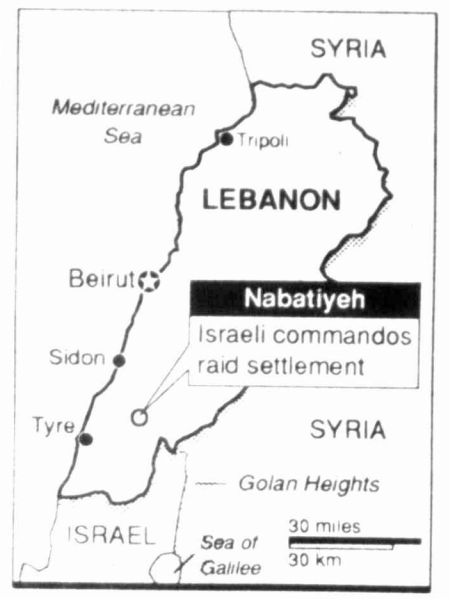 SYRIA
Mediterranean
Sea
Tripoli
LEBANON
Beirut
Nabatiyeh
Israeli commandos
raid settlement
Sidon
Tyre
SYRIA
Golan Heights
ISRAEL
30 miles
Sea of
Galilee
30 km